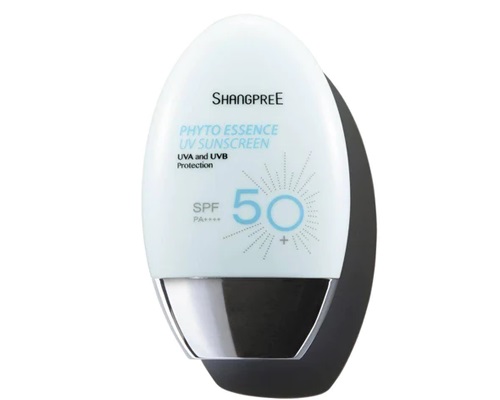 SHANGPREE
PHYTO ESSENCE
UV SUNSCREEN
UVA and UVB
Protection
SPF 50+
PA++++